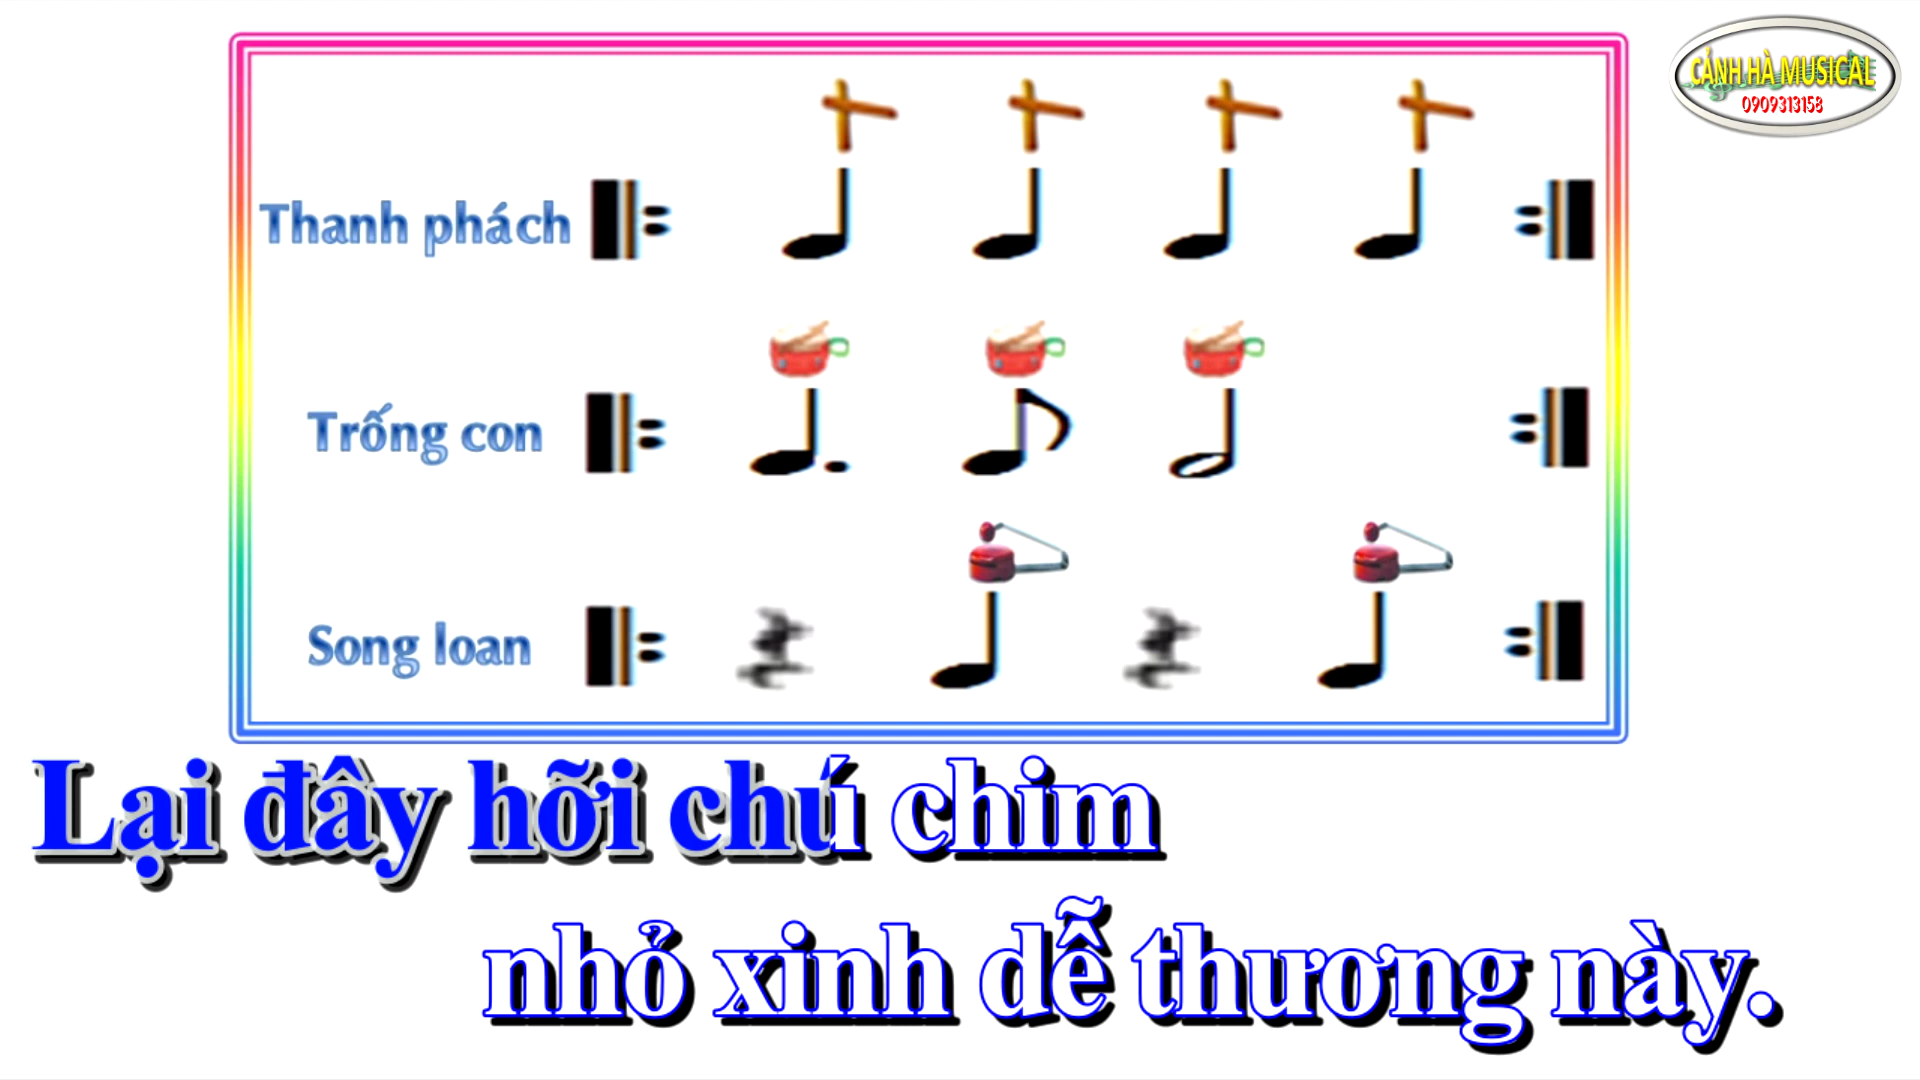 CẢNH HÀ MUSICAL
0909313158
Thanh phách
Trống con
Song loan
Lại đây hỡi chú chim
nhỏ xinh dễ thương này.